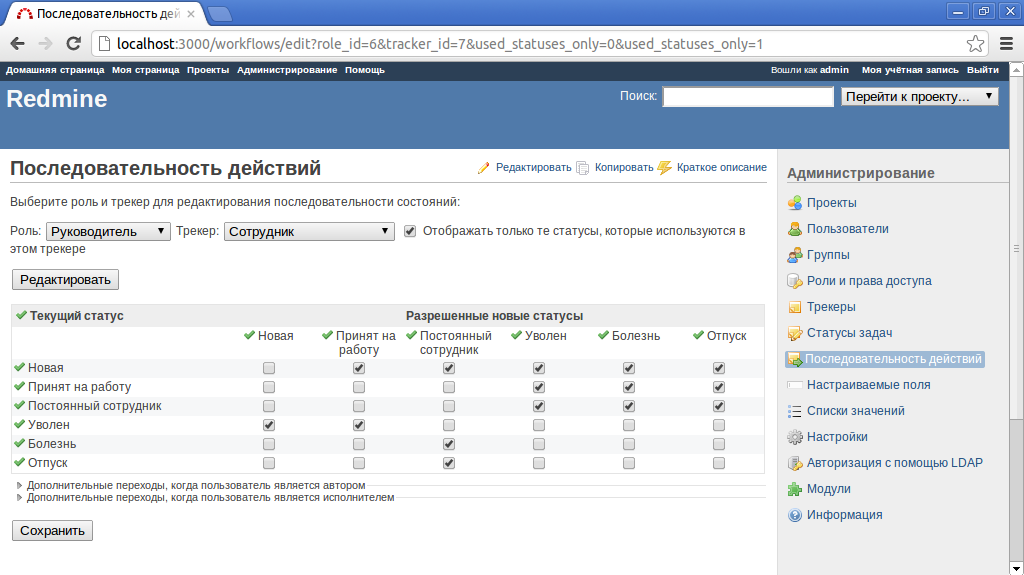 Последовательность дей
localhost:3000/workflows/edit?role_id=6&tracker_id=7&used_statuses_only=0&used_statuses_only=1
Домашняя страница Моя страница Проекты Администрирование Помощь
Вошли как admin Моя учётная запись Выйти
Redmine
Поиск:
Перейти к проекту...
Последовательность действий
Редактировать Копировать Краткое описание
Выберите роль и трекер для редактирования последовательности состояний:
Роль: Руководитель Трекер: Сотрудник Отображать только те статусы, которые используются в
этом трекере
Редактировать
Текущий статус Разрешенные новые статусы
Новая Принят на Постоянный Уволен Болезнь Отпуск
работу сотрудник
Новая
Принят на работу
Постоянный сотрудник
Уволен
Болезнь
Отпуск
Дополнительные переходы, когда пользователь является автором
Дополнительные переходы, когда пользователь является исполнителем
Сохранить
Администрирование
Проекты
Пользователи
Группы
Роли и права доступа
Трекеры
Статусы задач
Последовательность действий
Настраиваемые поля
Списки значений
Настройки
Авторизация с помощью LDAP
Модули
Информация